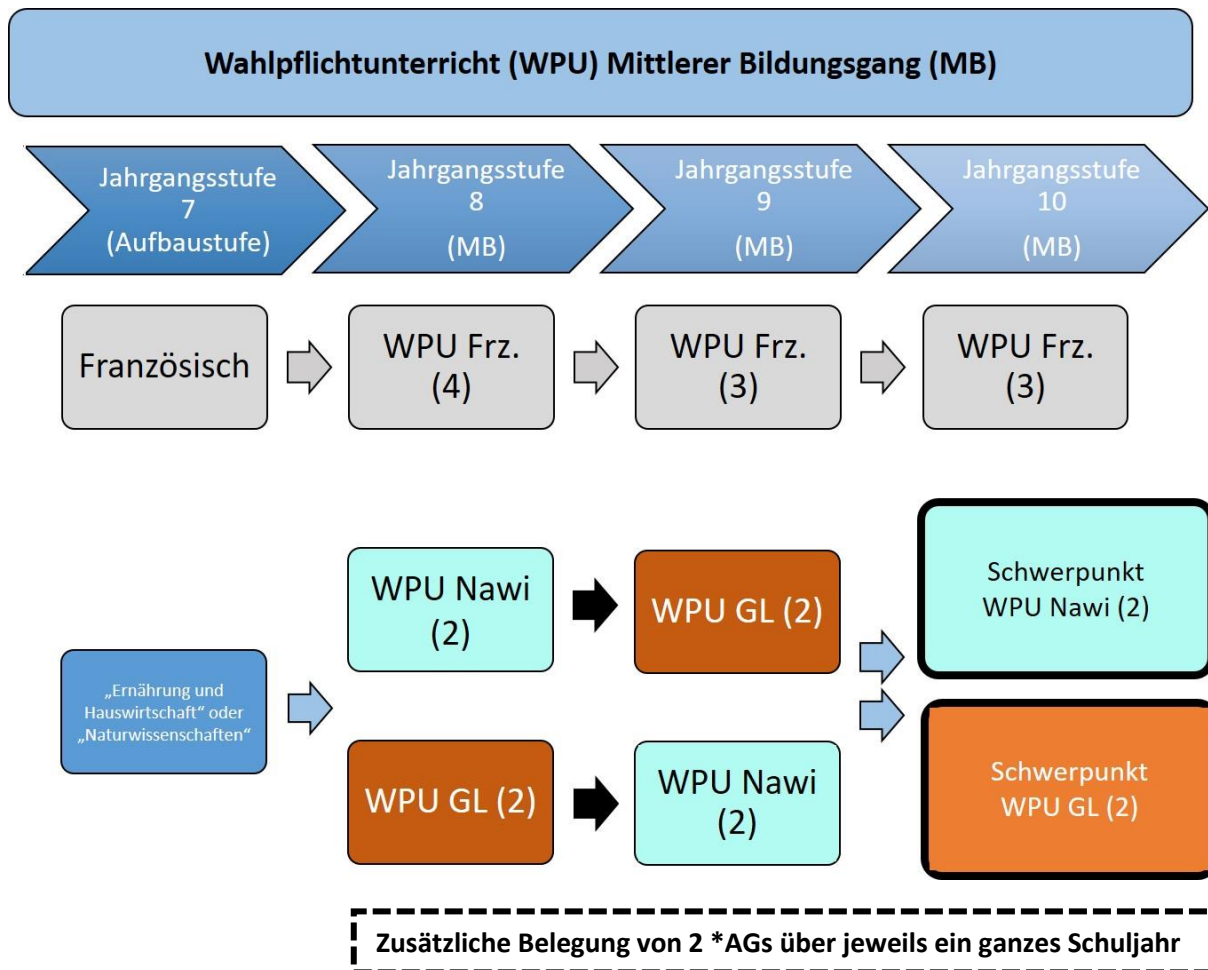 Wahlpflichtunterricht (WPU) Mittlerer Bildungsgang (MB)
Jahrgangsstufe
7
(Aufbaustufe)
Jahrgangsstufe
8
(MB)
Jahrgangsstufe
9
(MB)
Jahrgangsstufe
10
(MB)
Französisch
WPU Frz.
(4)
WPU Frz.
(3)
WPU Frz.
(3)
„Ernährung und
Hauswirtschaft“ oder
„Naturwissenschaften“
WPU Nawi
(2)
WPU GL (2)
Schwerpunkt
WPU Nawi (2)
WPU GL (2)
WPU Nawi
(2)
Schwerpunkt
WPU GL (2)
Zusätzliche Belegung von 2 *AGs über jeweils ein ganzes Schuljahr